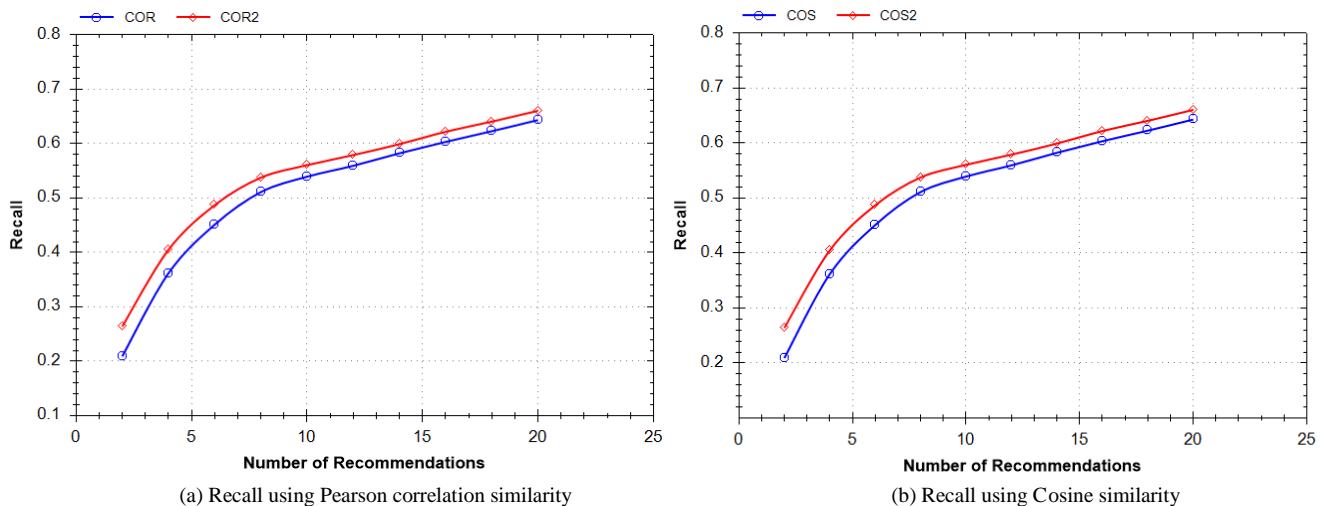 COR COR2
0.8
0.7
0.6
0.5
0.4
0.3
0.2
0.1
Recall
0 5 10 15 20 25
Number of Recommendations
(a) Recall using Pearson correlation similarity
COS COS2
0.8
0.7
0.6
0.5
0.4
0.3
0.2
Recall
0 5 10 15 20 25
Number of Recommendations
(b) Recall using Cosine similarity